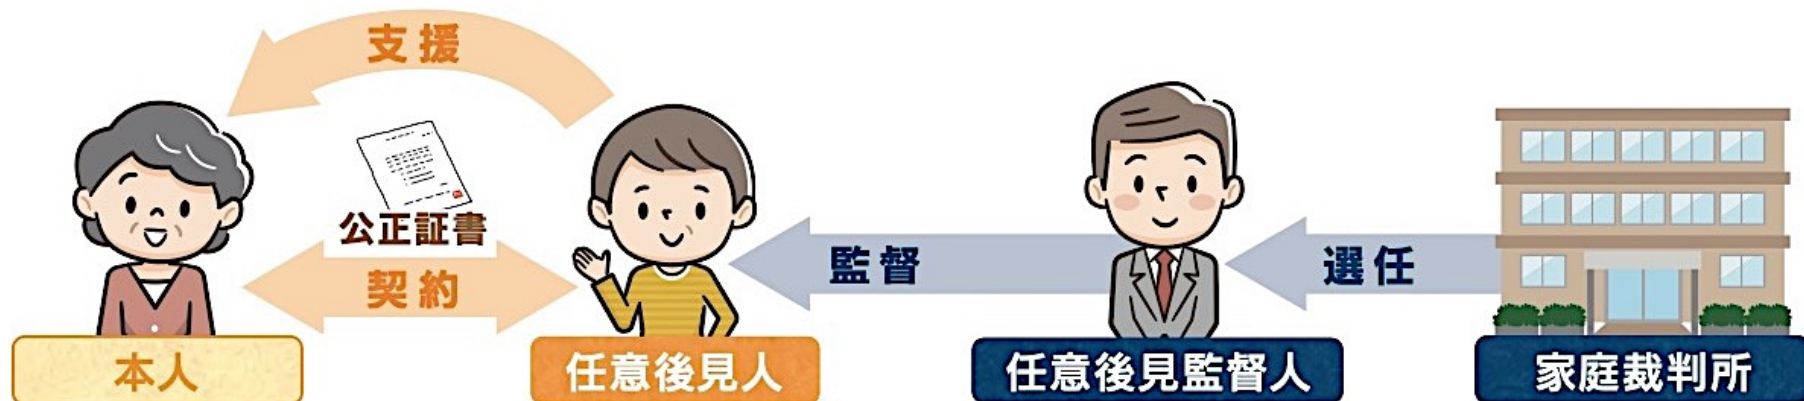 支援
公正証書
契約
監督
選任
本人
任意後見人
任意後見監督人
家庭裁判所